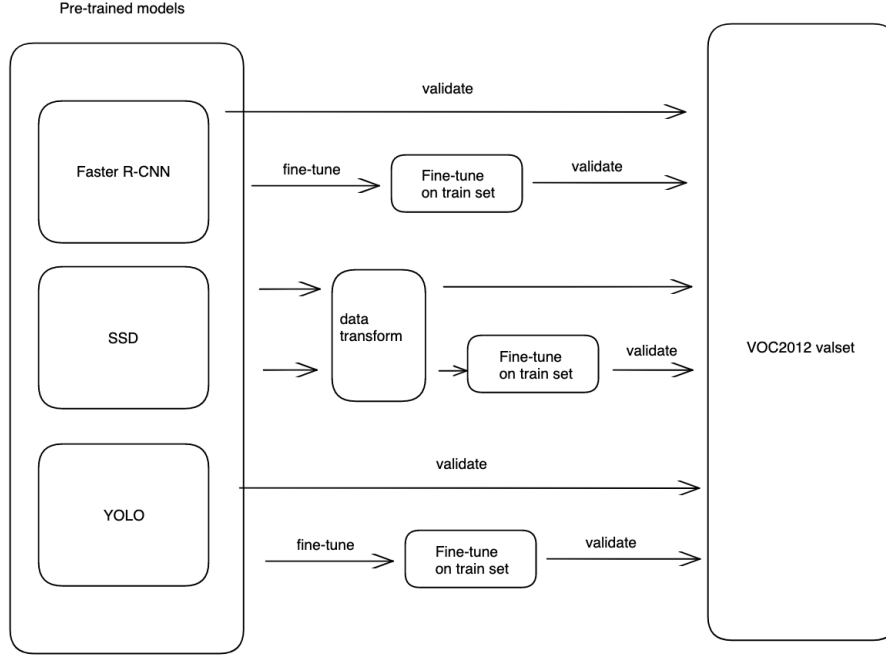 Pre-trained models
validate
Faster R-CNN
fine-tune
Fine-tune
on train set
validate
SSD
data
transform
Fine-tune
on train set
validate
VOC2012 valset
validate
YOLO
fine-tune
Fine-tune
on train set
validate